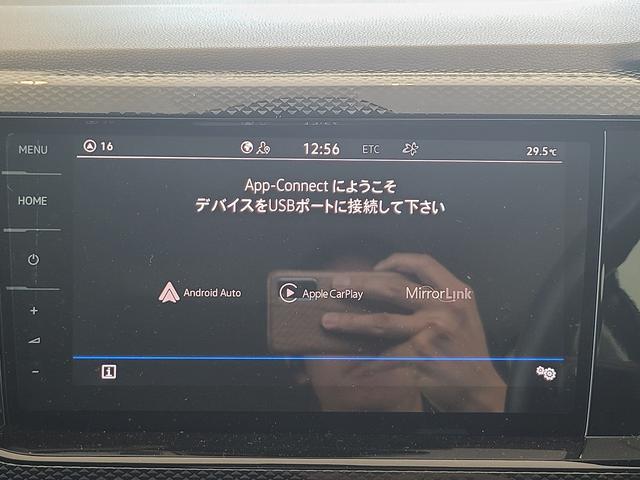 MENU
16
12:56
ETC
29.5℃
App-Connect にようこそ
デバイスをUSBポートに接続して下さい
HOME
Android Auto
Apple CarPlay
MirrorLink
+
-
i